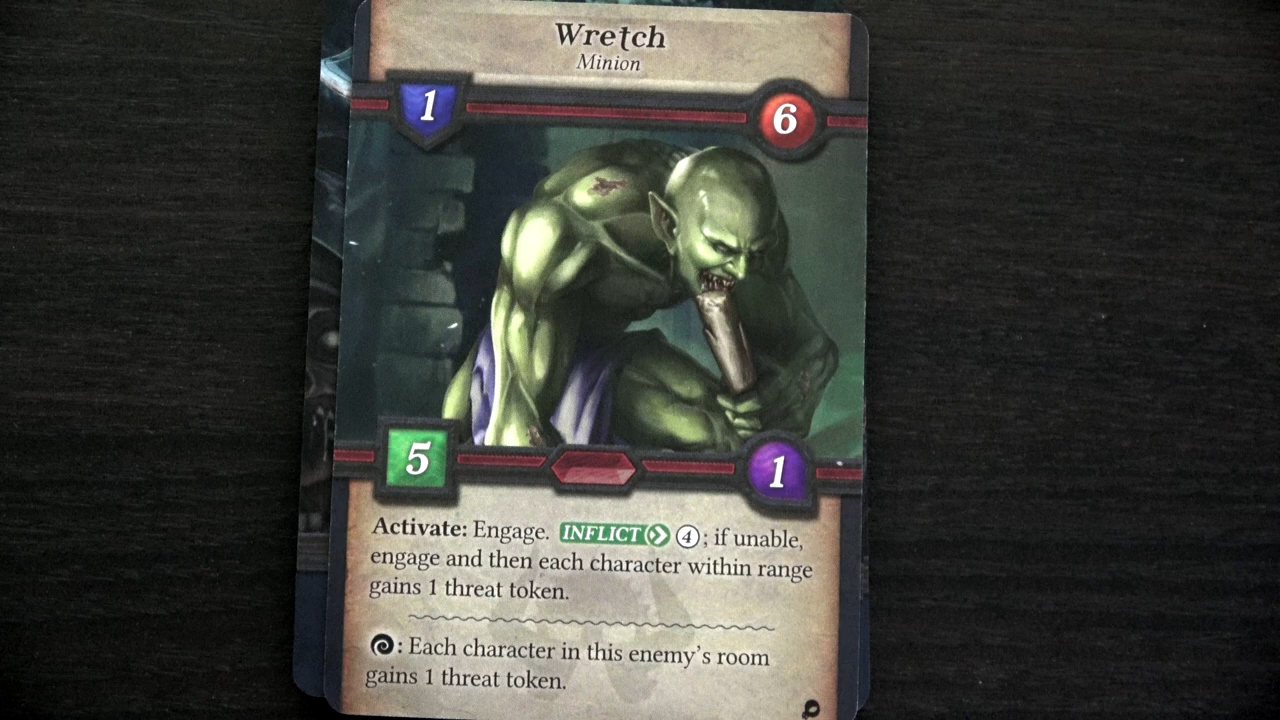 Wretch
Minion
1
6
5
1
Activate: Engage. INFLICT 4; if unable,
engage and then each character within range
gains 1 threat token.
: Each character in this enemy's room
gains 1 threat token.